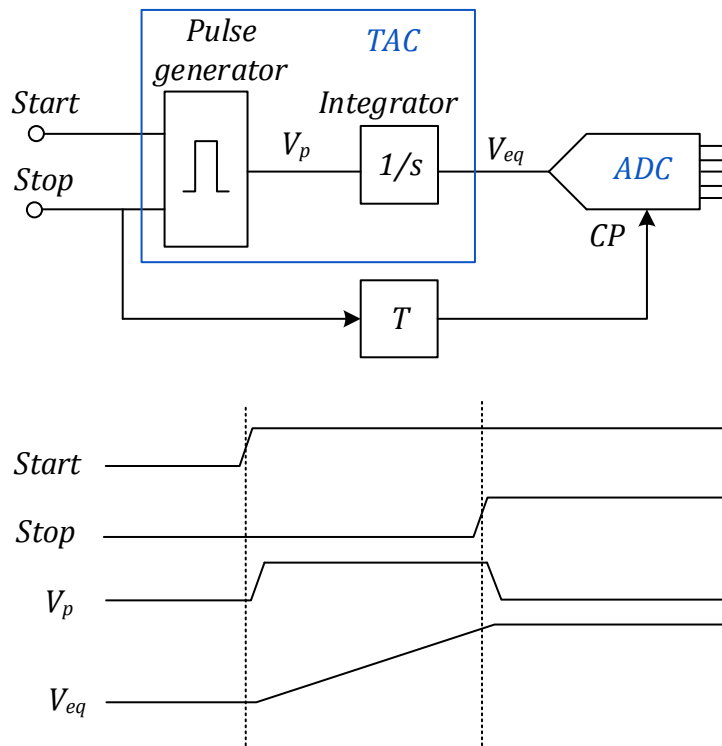 Pulse
generator
TAC
Start
Integrator
V_p
1/s
V_eq
ADC
Stop
CP
T
Start
Stop
V_p
V_eq